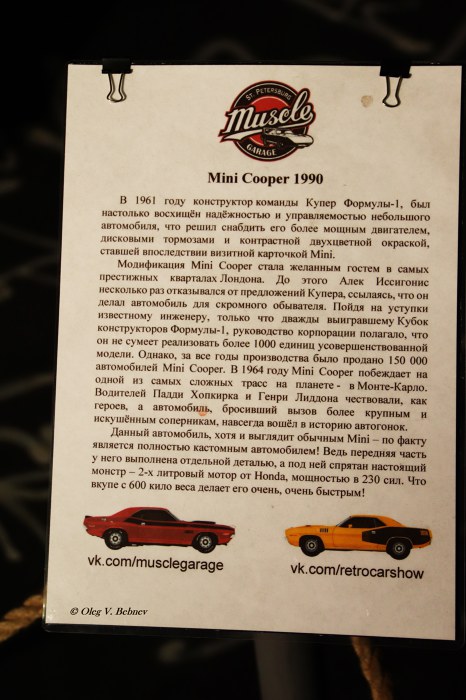 ST. PETERSBURG
Muscle
GARAGE
Mini Cooper 1990
В 1961 году конструктор команды Купер Формулы-1, был
настолько восхищён надёжностью и управляемостью небольшого
автомобиля, что решил снабдить его более мощным двигателем,
дисковыми тормозами и контрастной двухцветной окраской,
ставшей впоследствии визитной карточкой Mini.
Модификация Mini Cooper стала желанным гостем в самых
престижных кварталах Лондона. До этого Алек Иссигонис
несколько раз отказывался от предложений Купера, ссылаясь, что он
делал автомобиль для скромного обывателя. Пойдя на уступки
известному инженеру, только что дважды выигравшему Кубок
конструкторов Формулы-1, руководство корпорации полагало, что
он не сумеет реализовать более 1000 единиц усовершенствованной
модели. Однако, за все годы производства было продано 150 000
автомобилей Mini Cooper. В 1964 году Mini Cooper побеждает на
одной из самых сложных трасс на планете - в Монте-Карло.
Водителей Падди Хопкирка и Генри Лиддона чествовали, как
героев, а автомобиль, бросивший вызов более крупным и
искушённым соперникам, навсегда вошёл в историю автогонок.
Данный автомобиль, хотя и выглядит обычным Mini – по факту
является полностью кастомным автомобилем! Ведь передняя часть
у него выполнена отдельной деталью, а под ней спрятан настоящий
монстр – 2-х литровый мотор от Honda, мощностью в 230 сил. Что
вкупе с 600 кило веса делает его очень, очень быстрым!
vk.com/musclegarage
vk.com/retrocarshow
© Oleg V. Bebnev